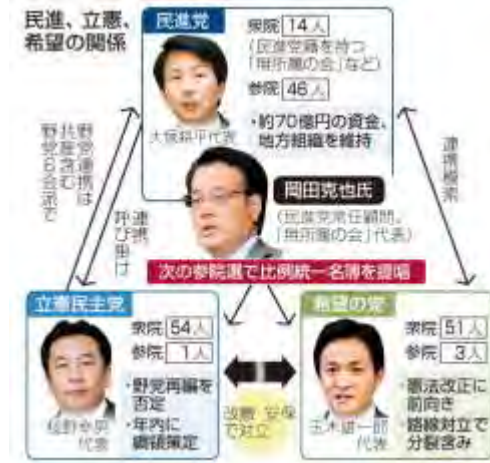 民進、立憲、
希望の関係
民進党
衆院 14人
(民進党籍を持つ
「無所属の会」など)
参院 46人
・約70億円の資金、
地方組織を維持
大塚耕平代表
岡田克也氏
(民進党常任顧問、
「無所属の会」代表)
野党連携は
共産含む
野党6会派で
連携
呼び掛け
連携模索
次の参院選で比例統一名簿を提唱
立憲民主党
衆院 54人
参院 1人
・野党再編を
否定
・年内に
綱領策定
枝野幸男
代表
改憲、安保
で対立
希望の党
衆院 51人
参院 3人
・憲法改正に
前向き
・路線対立で
分裂含み
玉木雄一郎
代表